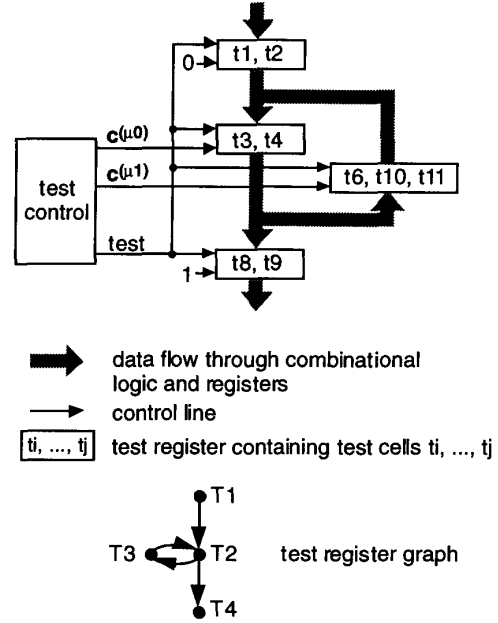 t1, t2
0
c(μ0)
t3, t4
test
control
c(μ1)
t6, t10, t11
test
t8, t9
1
data flow through combinational
logic and registers
control line
ti, ..., tj test register containing test cells ti, ..., tj
T1
T3 T2 test register graph
T4